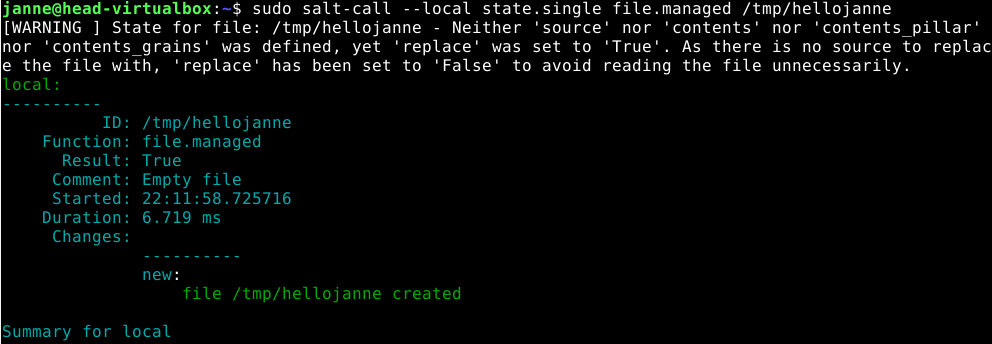 janne@head-virtualbox:~$ sudo salt-call --local state.single file.managed /tmp/hellojanne
[WARNING ] State for file: /tmp/hellojanne - Neither 'source' nor 'contents' nor 'contents_pillar'
nor 'contents_grains' was defined, yet 'replace' was set to 'True'. As there is no source to replac
e the file with, 'replace' has been set to 'False' to avoid reading the file unnecessarily.
local:
----------
          ID: /tmp/hellojanne
    Function: file.managed
      Result: True
     Comment: Empty file
     Started: 22:11:58.725716
    Duration: 6.719 ms
     Changes:
              ----------
              new:
                  file /tmp/hellojanne created
Summary for local